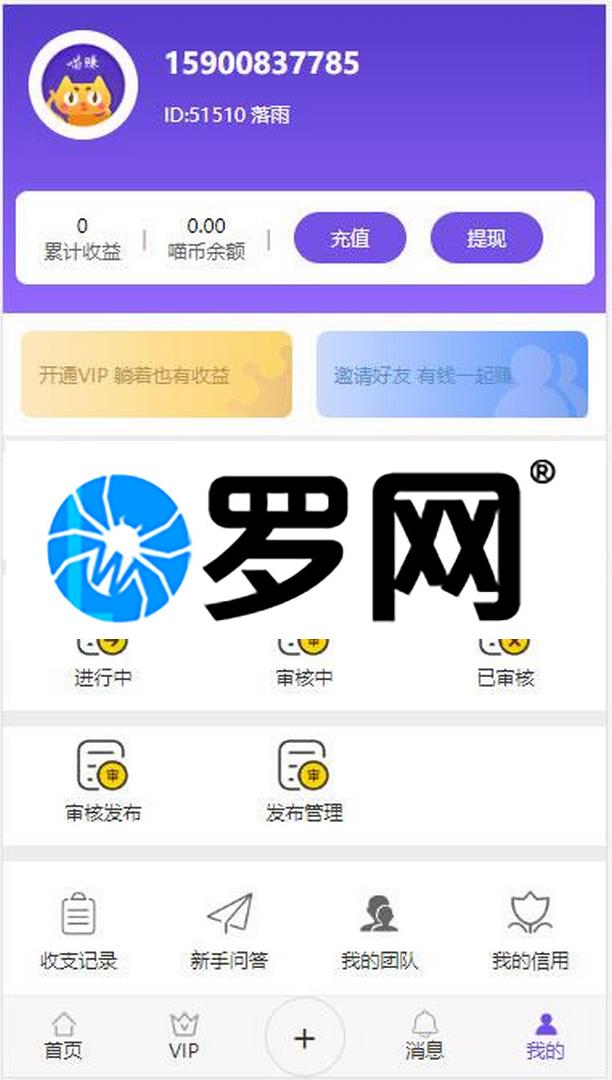 喵赚
15900837785
ID:51510 落雨
0
累计收益
|
0.00
喵币余额
|
充值
提现
开通VIP 躺着也有收益
邀请好友 有钱一起赚
罗网®
进行中
审
审核中
已审核
审
审核发布
审
发布管理
收支记录
新手问答
我的团队
我的信用
首页
VIP
+
消息
我的